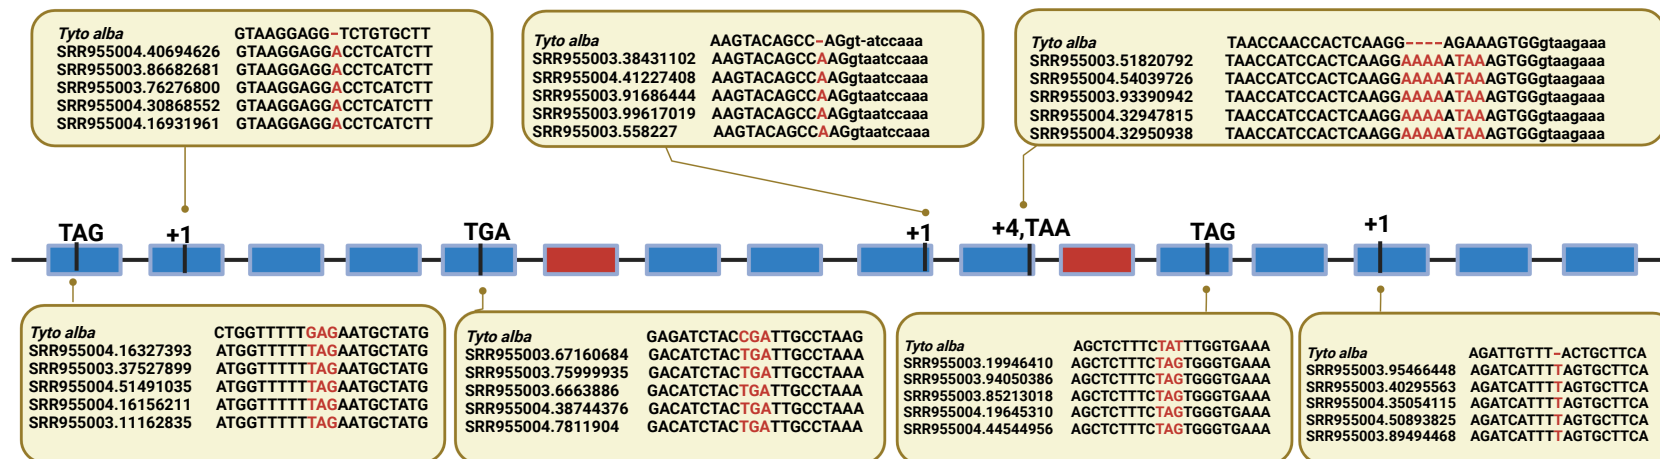 Tyto alba GTAAGGAGG-TCTGTGCTT
SRR955004.40694626 GTAAGGAGGACCTCATCTT
SRR955003.86682681 GTAAGGAGGACCTCATCTT
SRR955003.76276800 GTAAGGAGGACCTCATCTT
SRR955004.30868552 GTAAGGAGGACCTCATCTT
SRR955004.16931961 GTAAGGAGGACCTCATCTT
Tyto alba AAGTACAGCC-AGgt-atccaaa
SRR955003.38431102 AAGTACAGCCAAGgtaatccaaa
SRR955004.41227408 AAGTACAGCCAAGgtaatccaaa
SRR955003.91686444 AAGTACAGCCAAGgtaatccaaa
SRR955003.99617019 AAGTACAGCCAAGgtaatccaaa
SRR955003.558227 AAGTACAGCCAAGgtaatccaaa
Tyto alba TAACCAACCACTCAAGG----AGAAAGTGGgtaagaaa
SRR955003.51820792 TAACCATCCACTCAAGGAAAAATAAAGTGGgtaagaaa
SRR955004.54039726 TAACCATCCACTCAAGGAAAAATAAAGTGGgtaagaaa
SRR955003.93390942 TAACCATCCACTCAAGGAAAAATAAAGTGGgtaagaaa
SRR955004.32947815 TAACCATCCACTCAAGGAAAAATAAAGTGGgtaagaaa
SRR955004.32950938 TAACCATCCACTCAAGGAAAAATAAAGTGGgtaagaaa
TAG +1 TGA +1 +4,TAA TAG +1
Tyto alba CTGGTTTTTGAGAATGCTATG
SRR955004.16327393 ATGGTTTTTTAGAATGCTATG
SRR955003.37527899 ATGGTTTTTTAGAATGCTATG
SRR955004.51491035 ATGGTTTTTTAGAATGCTATG
SRR955004.16156211 ATGGTTTTTTAGAATGCTATG
SRR955003.11162835 ATGGTTTTTTAGAATGCTATG
Tyto alba GAGATCTACCGATTGCCTAAG
SRR955003.67160684 GACATCTACTGATTGCCTAAA
SRR955003.75999935 GACATCTACTGATTGCCTAAA
SRR955003.6663886 GACATCTACTGATTGCCTAAA
SRR955004.38744376 GACATCTACTGATTGCCTAAA
SRR955004.7811904 GACATCTACTGATTGCCTAAA
Tyto alba AGCTCTTTCTATTTGGTGAAA
SRR955003.19946410 AGCTCTTTCTAGTGGGTGAAA
SRR955003.94050386 AGCTCTTTCTAGTGGGTGAAA
SRR955003.85213018 AGCTCTTTCTAGTGGGTGAAA
SRR955004.19645310 AGCTCTTTCTAGTGGGTGAAA
SRR955004.44544956 AGCTCTTTCTAGTGGGTGAAA
Tyto alba AGATTGTTT-ACTGCTTCA
SRR955003.95466448 AGATCATTTTAGTGCTTCA
SRR955003.40295563 AGATCATTTTAGTGCTTCA
SRR955004.35054115 AGATCATTTTAGTGCTTCA
SRR955004.50893825 AGATCATTTTAGTGCTTCA
SRR955003.89494468 AGATCATTTTAGTGCTTCA